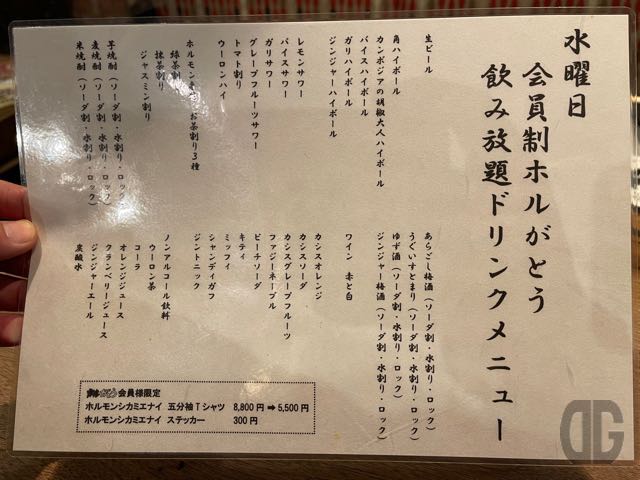 水曜日
会員制ホルがとう
飲み放題ドリンクメニュー
生ビール
角ハイボール
カンボジアの胡椒大人ハイボール
バイスハイボール
ガリハイボール
ジンジャーハイボール
レモンサワー
バイスサワー
ガリサワー
グレープフルーツサワー
トマト割り
ウーロンハイ
お茶割り3種
緑茶割り
抹茶割り
ジャスミン割り
芋焼酎(ソーダ割・水割り・ロック)
麦焼酎(ソーダ割・水割り・ロック)
米焼酎(ソーダ割・水割り・ロック)
あらごし梅酒(ソーダ割・水割り・ロック)
うぐいすとまり(ソーダ割・水割り・ロック)
ゆず酒(ソーダ割・水割り・ロック)
ジンジャー梅酒(ソーダ割・水割り・ロック)
ワイン 赤と白
カシスオレンジ
カシスソーダ
カシスグレープフルーツ
ファジーネーブル
ピーチソーダ
キティ
ミッフィ
シャンディガフ
ジントニック
ノンアルコール飲料
ウーロン茶
コーラ
オレンジジュース
クランベリージュース
ジンジャーエール
炭酸水
会員様限定
ホルモンシカミエナイ 五分袖Tシャツ 8,800円➡5,500円
ホルモンシカミエナイ ステッカー 300円
DG